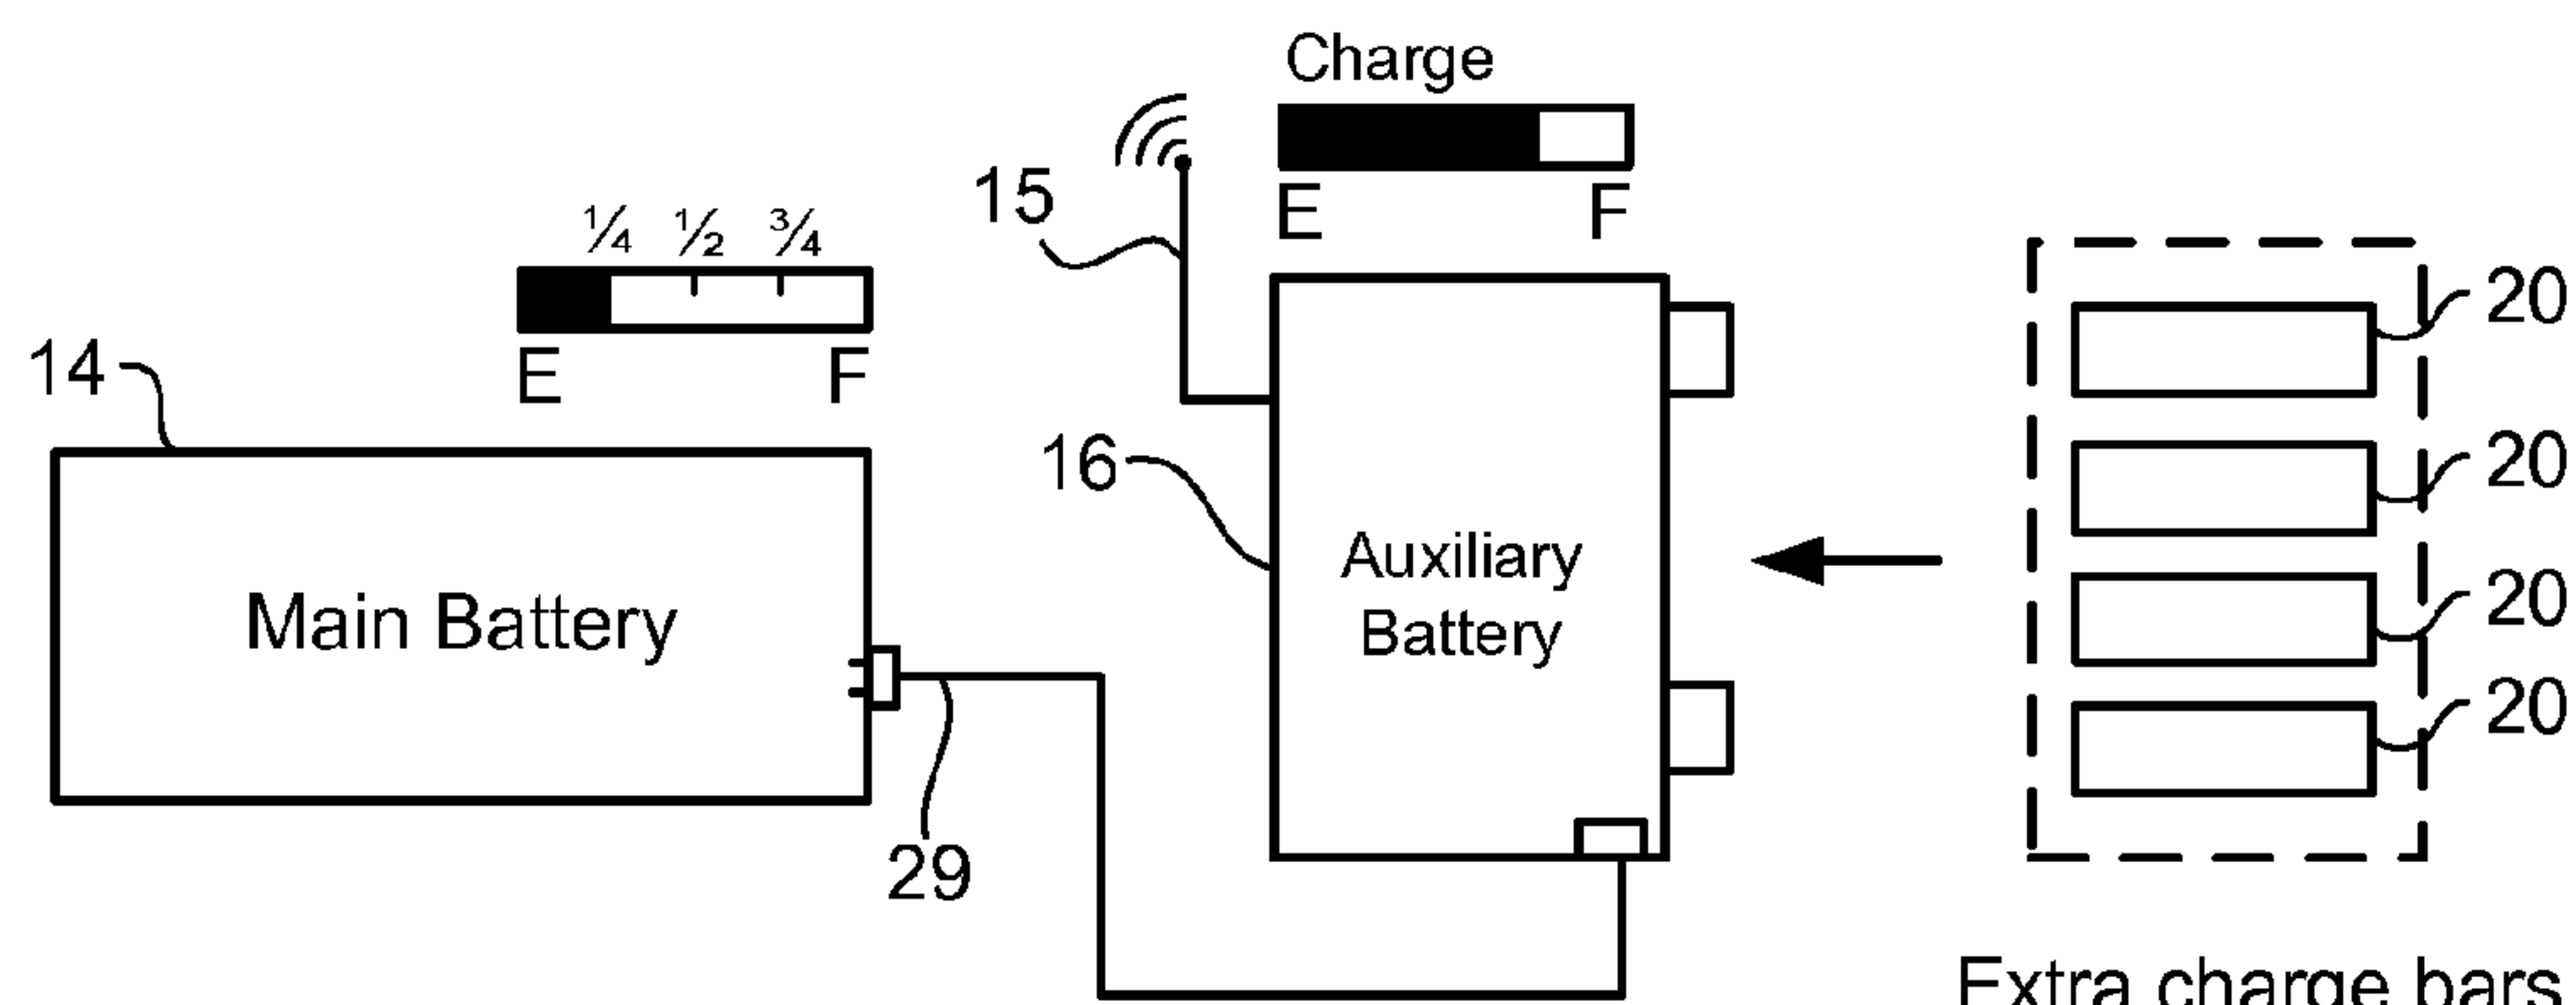 Charge
15
E F
20
¼ ½ ¾
14
E F
16
20
Auxiliary
Battery
20
Main Battery
20
29
Extra charge bars